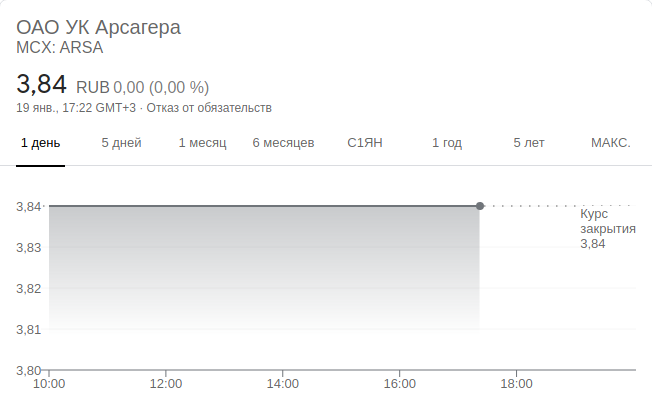 ОАО УК Арсагера
MCX: ARSA
3,84 RUB 0,00 (0,00 %)
19 янв., 17:22 GMT+3 · Отказ от обязательств
1 день 5 дней 1 месяц 6 месяцев С1ЯН 1 год 5 лет МАКС.
3,84
Курс
закрытия
3,84
3,83
3,82
3,81
3,80
10:00 12:00 14:00 16:00 18:00